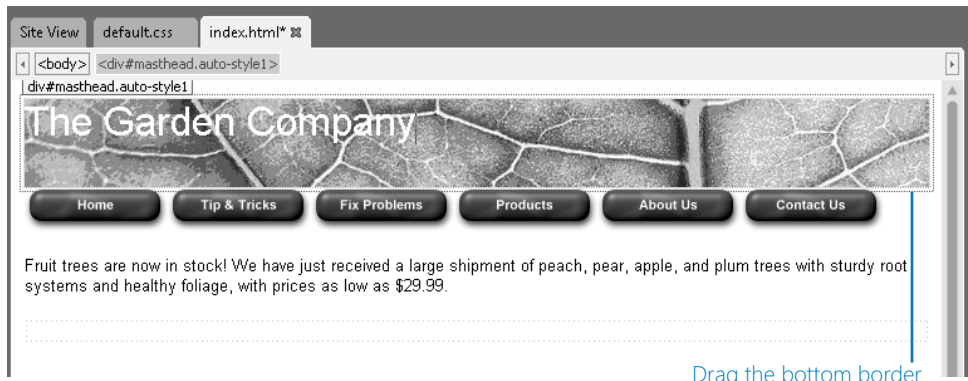 Site View default.css index.html*
<body> <div#masthead.auto-style1>
div#masthead.auto-style1
The Garden Company
Home Tip & Tricks Fix Problems Products About Us Contact Us
Fruit trees are now in stock! We have just received a large shipment of peach, pear, apple, and plum trees with sturdy root
systems and healthy foliage, with prices as low as $29.99.
Drag the bottom border